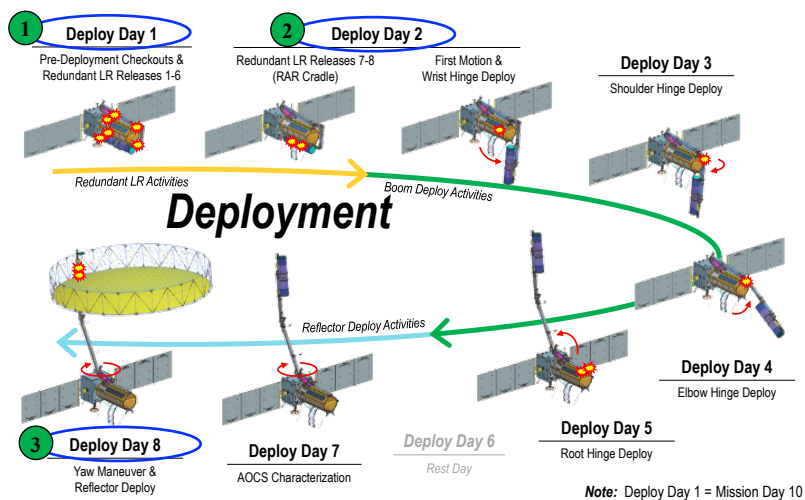 1
Deploy Day 1
Pre-Deployment Checkouts &
Redundant LR Releases 1-6
2
Deploy Day 2
Redundant LR Releases 7-8
(RAR Cradle)
First Motion &
Wrist Hinge Deploy
Deploy Day 3
Shoulder Hinge Deploy
Redundant LR Activities
Boom Deploy Activities
Deployment
Reflector Deploy Activities
Deploy Day 4
Elbow Hinge Deploy
Deploy Day 5
Root Hinge Deploy
Deploy Day 6
Rest Day
Deploy Day 7
AOCS Characterization
3
Deploy Day 8
Yaw Maneuver &
Reflector Deploy
Note: Deploy Day 1 = Mission Day 10